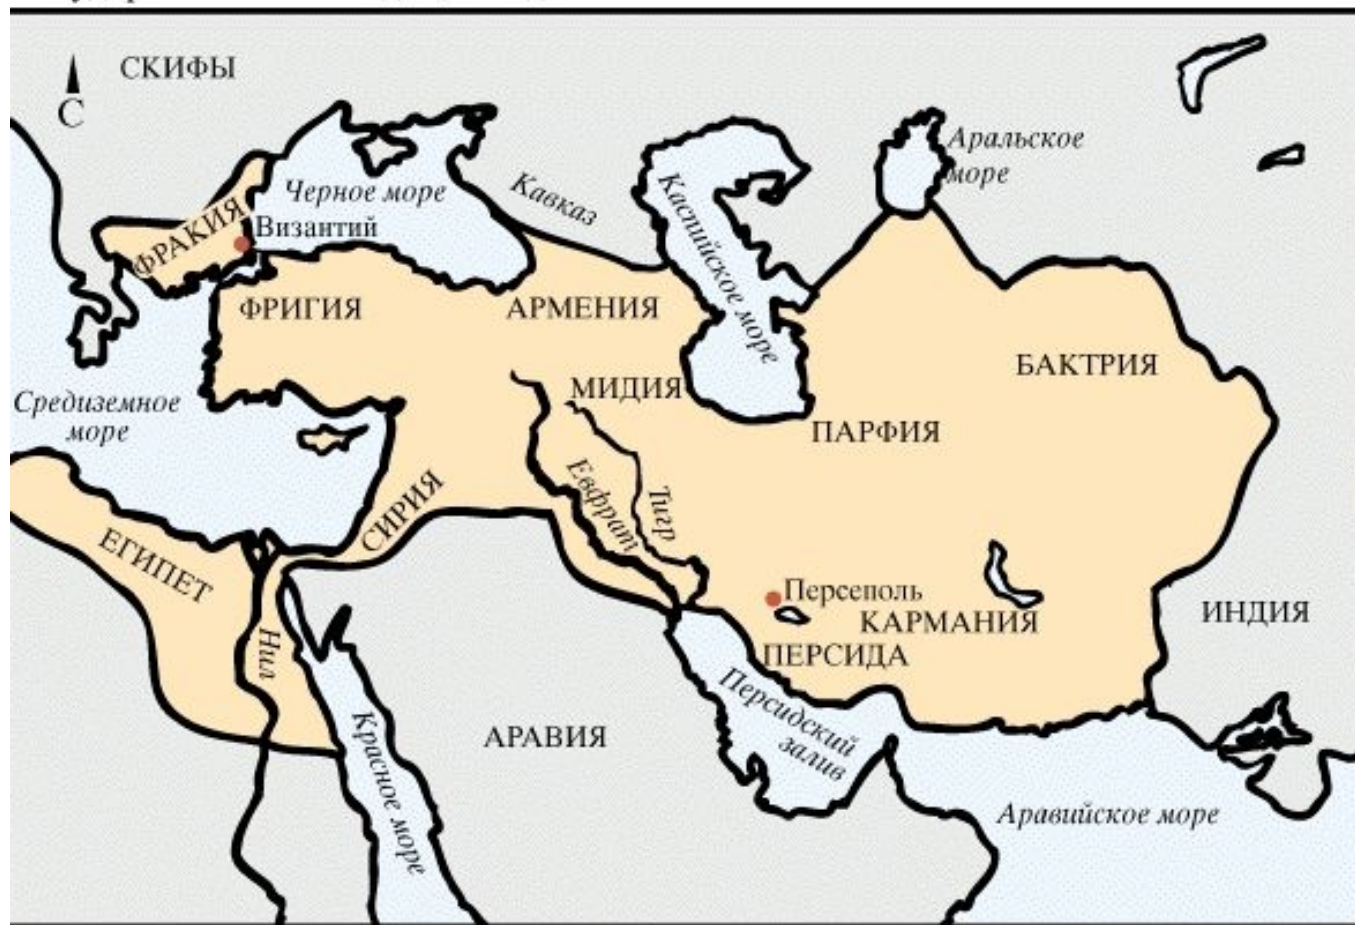 СКИФЫ
С
Аральское
море
Черное море
Кавказ
Каспийское море
ФРАКИЯ
Византий
ФРИГИЯ
АРМЕНИЯ
БАКТРИЯ
МИДИЯ
Средиземное
море
ПАРФИЯ
СИРИЯ
Евфрат
Тигр
ЕГИПЕТ
Персеполь
КАРМАНИЯ
ИНДИЯ
Нил
ПЕРСИДА
Персидский
залив
АРАВИЯ
Красное море
Аравийское море